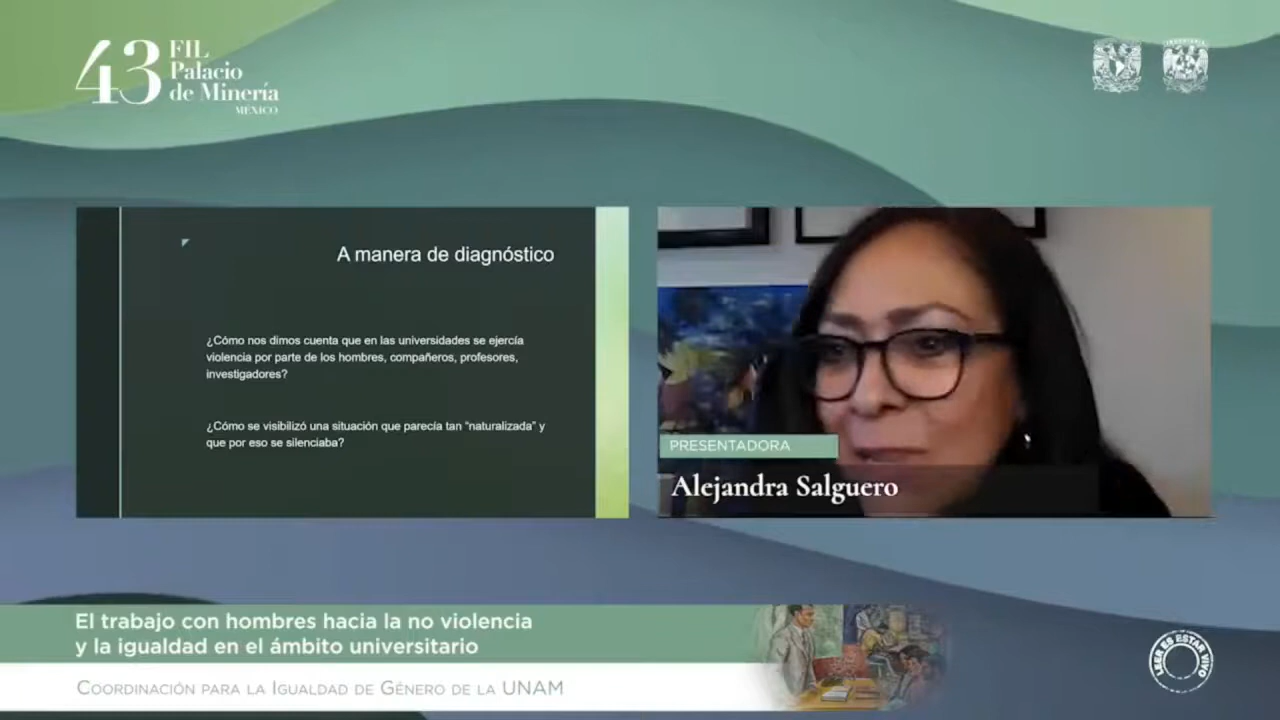 43 FIL
Palacio
de Minería
MÉXICO
A manera de diagnóstico
¿Cómo nos dimos cuenta que en las universidades se ejercía
violencia por parte de los hombres, compañeros, profesores,
investigadores?
¿Cómo se visibilizó una situación que parecía tan “naturalizada” y
que por eso se silenciaba?
PRESENTADORA
Alejandra Salguero
El trabajo con hombres hacia la no violencia
y la igualdad en el ámbito universitario
Coordinación para la Igualdad de Género de la UNAM
LEER ES ESTAR VIVO